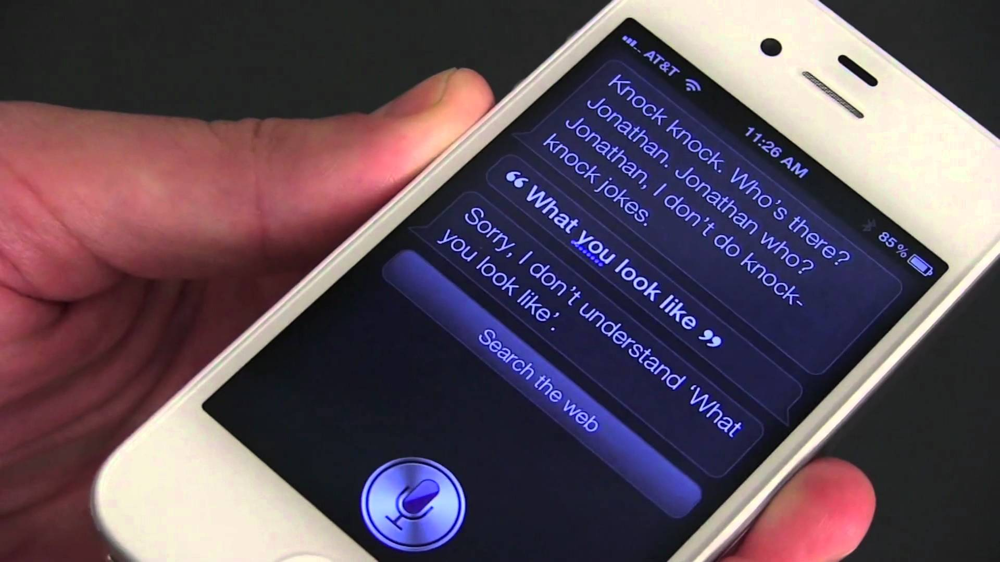 AT&T 11:26 AM 85%
Knock knock. Who's there?
Jonathan. Jonathan who?
Jonathan, I don't do knock-
knock jokes.
“ What you look like ”
Sorry, I don't understand ‘What
you look like’.
Search the web